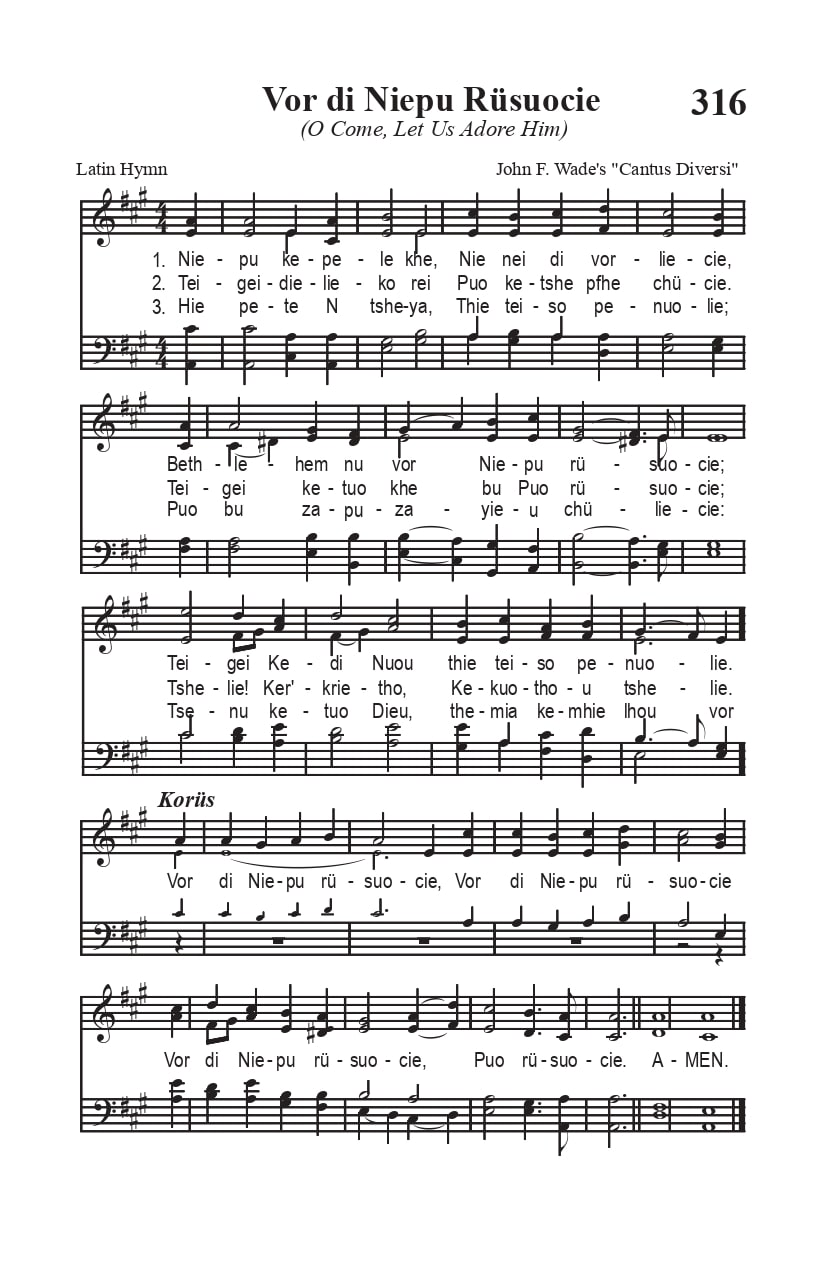 Vor di Niepu Rüsuocie 316
(O Come, Let Us Adore Him)
Latin Hymn John F. Wade's "Cantus Diversi"
1. Nie - pu ke - pe - le khe, Nie nei di vor - lie - cie,
2. Tei - gei-die-lie - ko rei Puo ke-tshe pfhe chü - cie.
3. Hie pe-te N tshe-ya, Thie tei - so pe - nuo-lie;
Beth - le - hem nu vor Nie - pu rü - suo - cie;
Tei - gei ke - tuo khe bu Puo rü - suo - cie;
Puo bu za - pu - za - yie - u chü - lie - cie:
Tei - gei Ke - di Nuou thie tei - so pe - nuo - lie.
Tshe - lie! Ker' - krie - tho, Ke - kuo - tho - u tshe - lie.
Tse - nu ke - tuo Dieu, the - mia ke - mhie lhou vor
Korüs
Vor di Nie - pu rü - suo - cie, Vor di Nie - pu rü - suo-cie
Vor di Nie - pu rü - suo - cie, Puo rü - suo - cie. A - MEN.